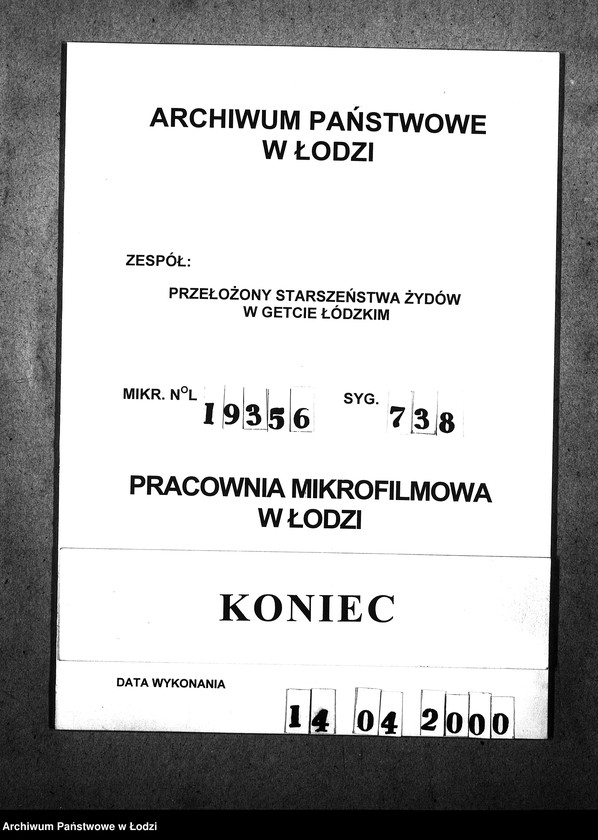 ARCHIWUM PAŃSTWOWE
W ŁODZI
ZESPÓŁ:
PRZEŁOŻONY STARSZEŃSTWA ŻYDÓW
W GETCIE ŁÓDZKIM
MIKR. NOL 19356 SYG. 738
PRACOWNIA MIKROFILMOWA
W ŁODZI
KONIEC
DATA WYKONANIA
14 04 2000
Archiwum Państwowe w Łodzi